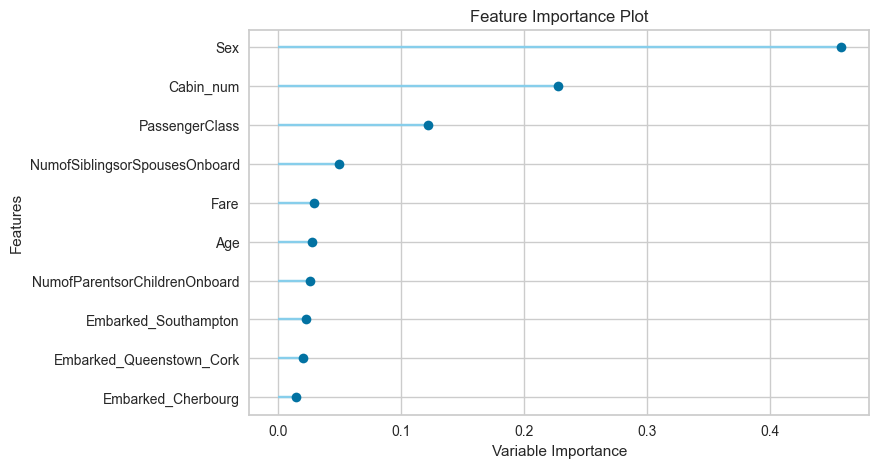 Feature Importance Plot
Sex
Cabin_num
PassengerClass
NumofSiblingsorSpousesOnboard
Fare
Age
NumofParentsorChildrenOnboard
Embarked_Southampton
Embarked_Queenstown_Cork
Embarked_Cherbourg
Features
0.0 0.1 0.2 0.3 0.4
Variable Importance